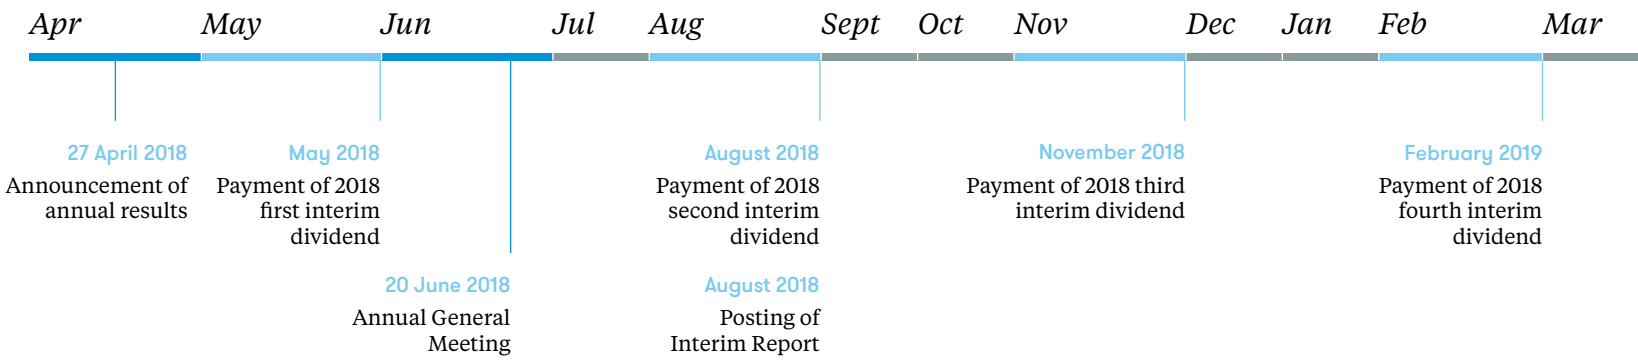 Apr May Jun Jul Aug Sept Oct Nov Dec Jan Feb Mar
27 April 2018
Announcement of
annual results
May 2018
Payment of 2018
first interim
dividend
20 June 2018
Annual General
Meeting
August 2018
Payment of 2018
second interim
dividend
August 2018
Posting of
Interim Report
November 2018
Payment of 2018 third
interim dividend
February 2019
Payment of 2018
fourth interim
dividend